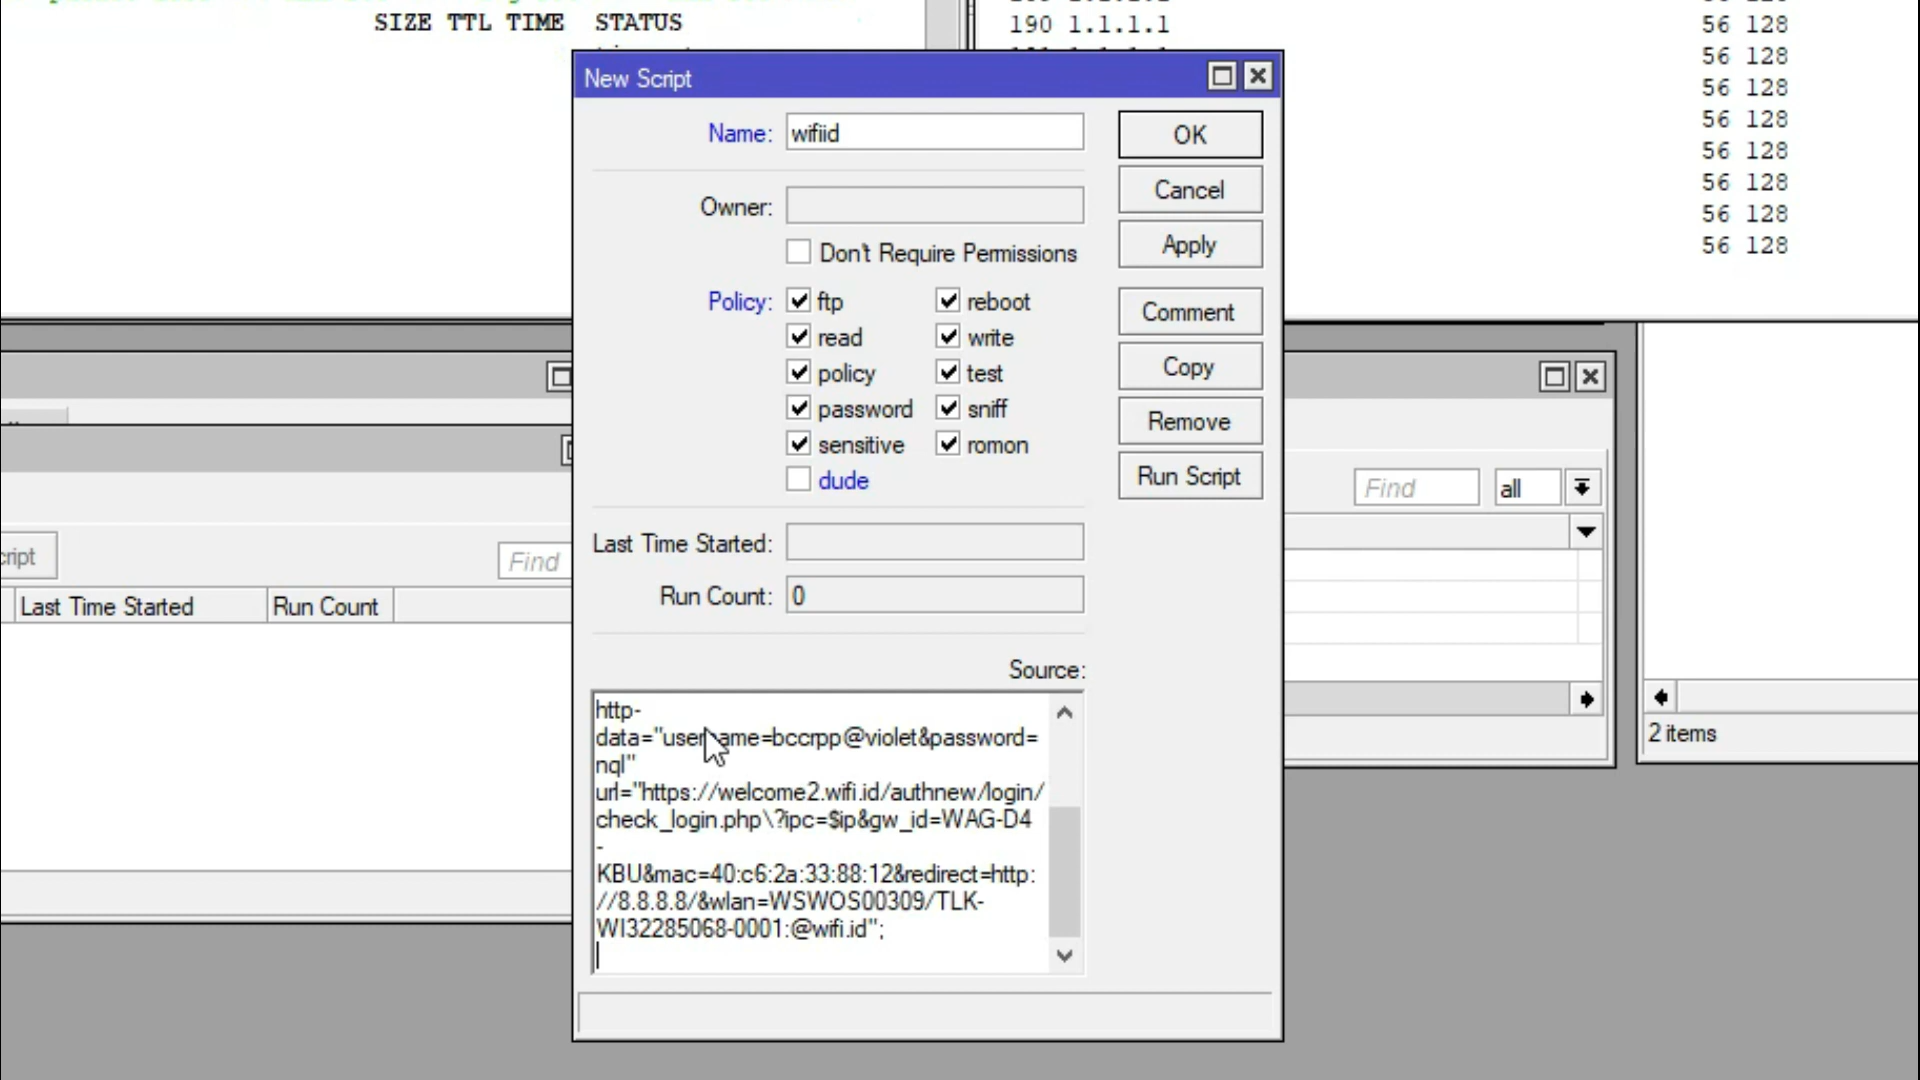 SIZE TTL TIME STATUS
190 1.1.1.1
56 128
56 128
56 128
56 128
56 128
56 128
56 128
56 128
New Script
Name: wifiid
OK
Owner:
Cancel
Don't Require Permissions
Apply
Policy: ftp reboot
Comment
read write
policy test
Copy
password sniff
Remove
sensitive romon
dude
Run Script
Find
all
Last Time Started:
cript
Find
Last Time Started Run Count
Run Count: 0
Source:
http-
data="username=bccrpp@violet&password=
nql"
url="https://welcome2.wifi.id/authnew/login/
check_login.php\?ipc=$ip&gw_id=WAG-D4
-
KBU&mac=40:c6:2a:33:88:12&redirect=http:
//8.8.8.8/&wlan=WSWOS00309/TLK-
WI32285068-0001:@wifi.id";
2 items